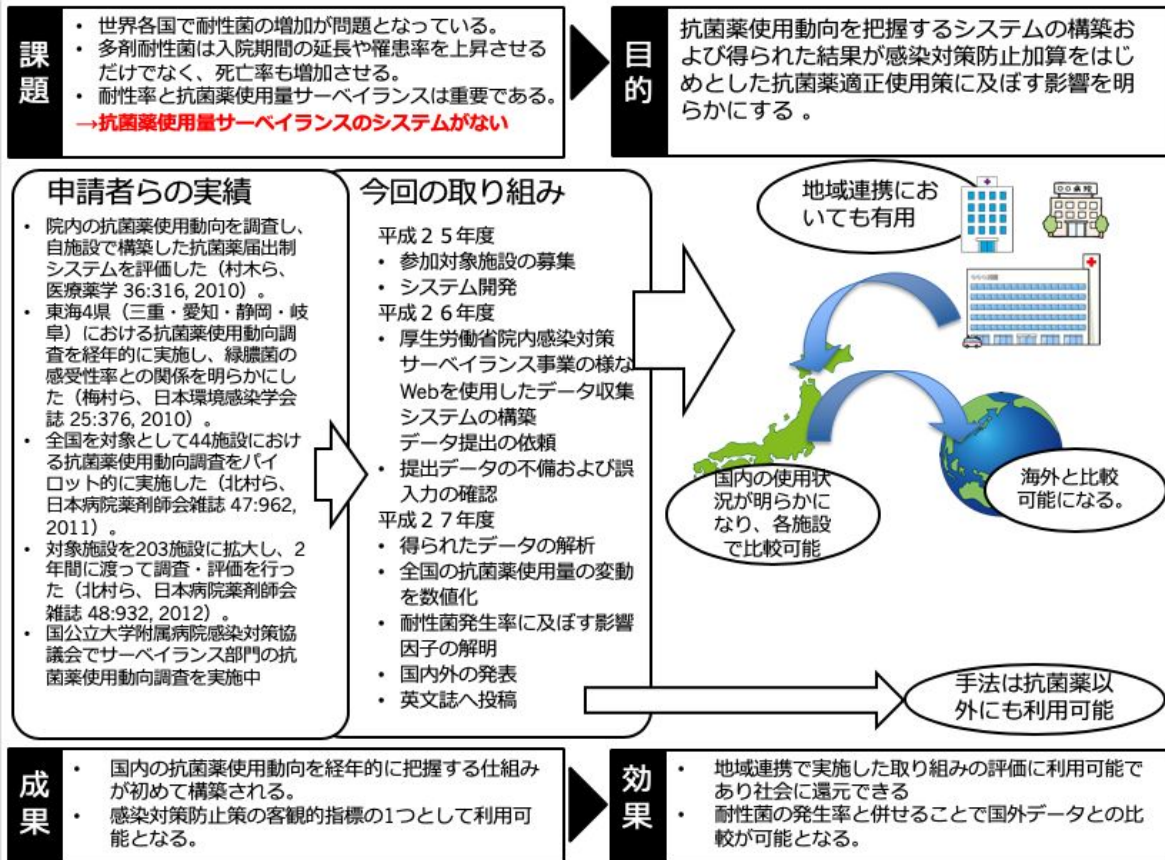 課題
・ 世界各国で耐性菌の増加が問題となっている。
・ 多剤耐性菌は入院期間の延長や罹患率を上昇させる
だけでなく、死亡率も増加させる。
・ 耐性率と抗菌薬使用量サーベイランスは重要である。
→抗菌薬使用量サーベイランスのシステムがない
目的
抗菌薬使用動向を把握するシステムの構築お
よび得られた結果が感染対策防止加算をはじ
めとした抗菌薬適正使用策に及ぼす影響を明
らかにする 。
申請者らの実績
・ 院内の抗菌薬使用動向を調査し、
自施設で構築した抗菌薬届出制
システムを評価した（村木ら、
医療薬学 36:316, 2010）。
・ 東海4県（三重・愛知・静岡・岐
阜）における抗菌薬使用動向調
査を経年的に実施し、緑膿菌の
感受性率との関係を明らかにし
た（梅村ら、日本環境感染学会
誌 25:376, 2010）。
・ 全国を対象として44施設におけ
る抗菌薬使用動向調査をパイ
ロット的に実施した（北村ら、
日本病院薬剤師会雑誌 47:962,
2011）。
・ 対象施設を203施設に拡大し、2
年間に渡って調査・評価を行っ
た（北村ら、日本病院薬剤師会
雑誌 48:932, 2012）。
・ 国公立大学附属病院感染対策協
議会でサーベイランス部門の抗
菌薬使用動向調査を実施中
今回の取り組み
平成２５年度
・ 参加対象施設の募集
・ システム開発
平成２６年度
・ 厚生労働省院内感染対策
サーベイランス事業の様な
Webを使用したデータ収集
システムの構築
データ提出の依頼
・ 提出データの不備および誤
入力の確認
平成２７年度
・ 得られたデータの解析
・ 全国の抗菌薬使用量の変動
を数値化
・ 耐性菌発生率に及ぼす影響
因子の解明
・ 国内外の発表
・ 英文誌へ投稿
地域連携にお
いても有用
〇〇病院
国内の使用状
況が明らかに
なり、各施設
で比較可能
海外と比較
可能になる。
手法は抗菌薬以
外にも利用可能
成果
・ 国内の抗菌薬使用動向を経年的に把握する仕組み
が初めて構築される。
・ 感染対策防止策の客観的指標の1つとして利用可
能となる。
効果
・ 地域連携で実施した取り組みの評価に利用可能で
あり社会に還元できる
・ 耐性菌の発生率と併せることで国外データとの比
較が可能となる。